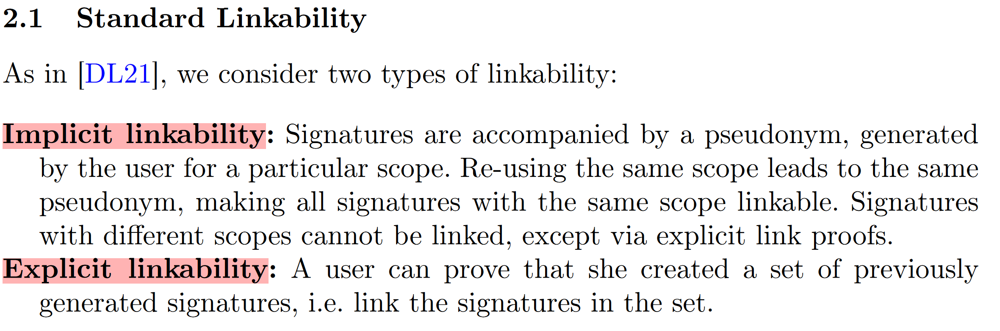 2.1 Standard Linkability
As in [DL21], we consider two types of linkability:
Implicit linkability: Signatures are accompanied by a pseudonym, generated
by the user for a particular scope. Re-using the same scope leads to the same
pseudonym, making all signatures with the same scope linkable. Signatures
with different scopes cannot be linked, except via explicit link proofs.
Explicit linkability: A user can prove that she created a set of previously
generated signatures, i.e. link the signatures in the set.